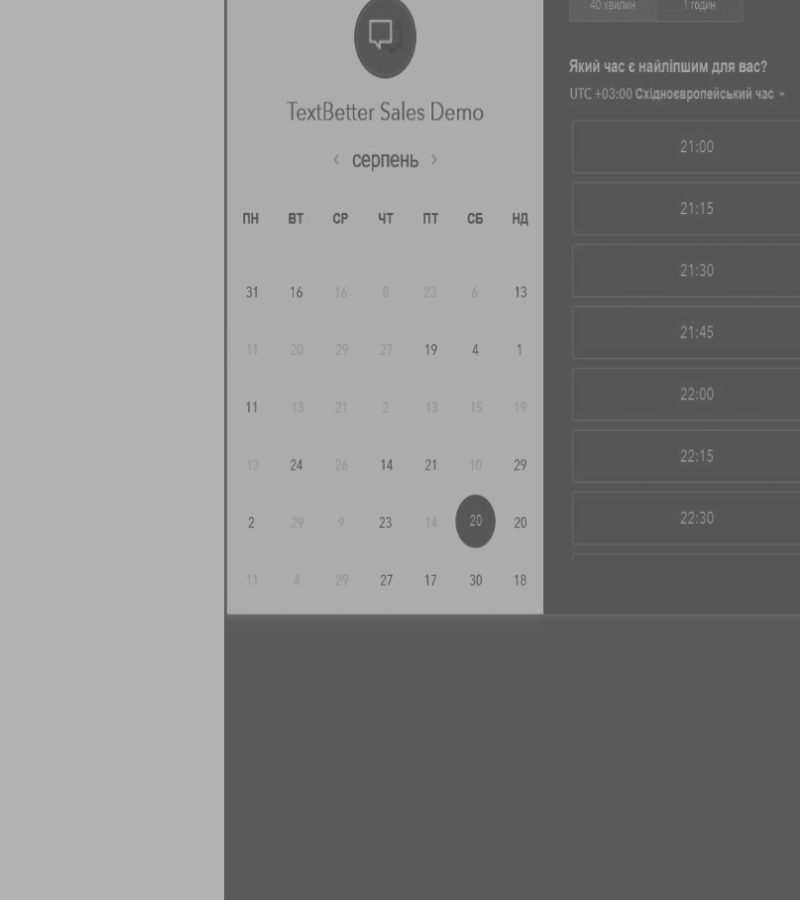 40 хвилин 1 годин
TextBetter Sales Demo
серпень
ПН ВТ СР ЧТ ПТ СБ НД
31 16 16 8 23 6 13
11 20 29 27 19 4 1
11 13 21 2 13 15 19
13 24 26 14 21 10 29
2 29 9 23 14 20 20
11 4 29 27 17 30 18
Який час є найліпшим для вас?
UTC +03:00 Східноєвропейський час
21:00
21:15
21:30
21:45
22:00
22:15
22:30